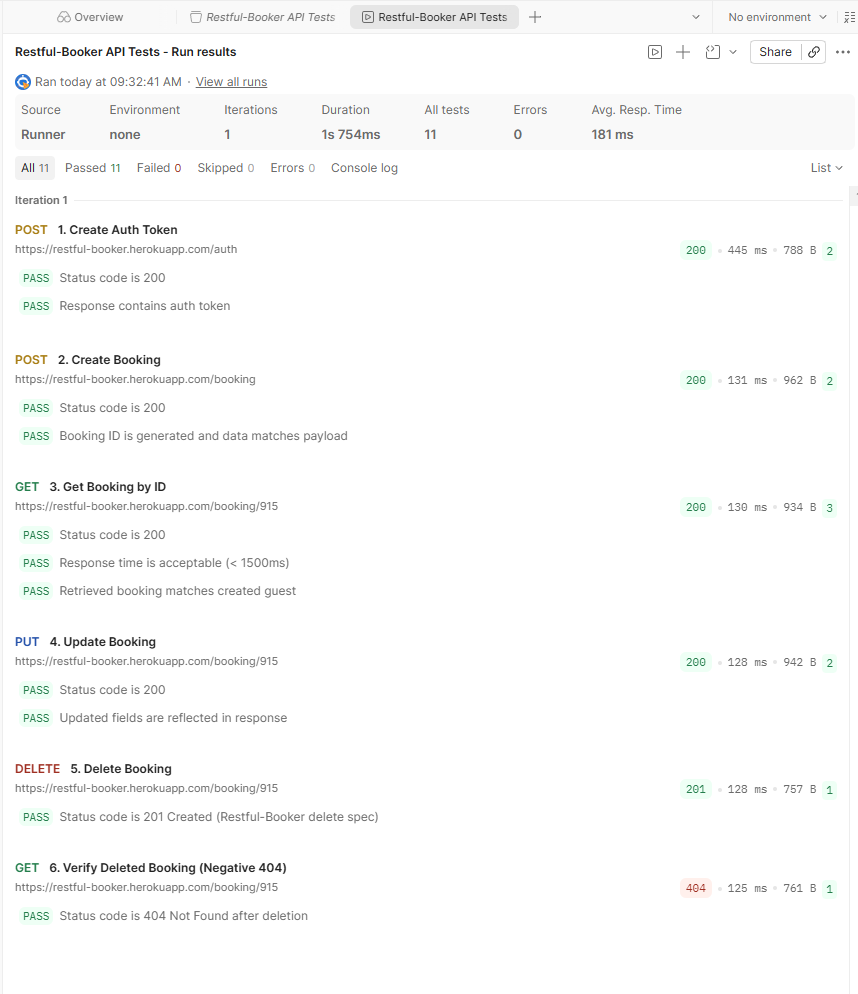 Overview Restful-Booker API Tests Restful-Booker API Tests No environment
Restful-Booker API Tests - Run results Share
Ran today at 09:32:41 AM · View all runs
Source Environment Iterations Duration All tests Errors Avg. Resp. Time
Runner none 1 1s 754ms 11 0 181 ms
All 11 Passed 11 Failed 0 Skipped 0 Errors 0 Console log List
Iteration 1
POST 1. Create Auth Token
https://restful-booker.herokuapp.com/auth 200 445 ms 788 B 2
PASS Status code is 200
PASS Response contains auth token
POST 2. Create Booking
https://restful-booker.herokuapp.com/booking 200 131 ms 962 B 2
PASS Status code is 200
PASS Booking ID is generated and data matches payload
GET 3. Get Booking by ID
https://restful-booker.herokuapp.com/booking/915 200 130 ms 934 B 3
PASS Status code is 200
PASS Response time is acceptable (< 1500ms)
PASS Retrieved booking matches created guest
PUT 4. Update Booking
https://restful-booker.herokuapp.com/booking/915 200 128 ms 942 B 2
PASS Status code is 200
PASS Updated fields are reflected in response
DELETE 5. Delete Booking
https://restful-booker.herokuapp.com/booking/915 201 128 ms 757 B 1
PASS Status code is 201 Created (Restful-Booker delete spec)
GET 6. Verify Deleted Booking (Negative 404)
https://restful-booker.herokuapp.com/booking/915 404 125 ms 761 B 1
PASS Status code is 404 Not Found after deletion